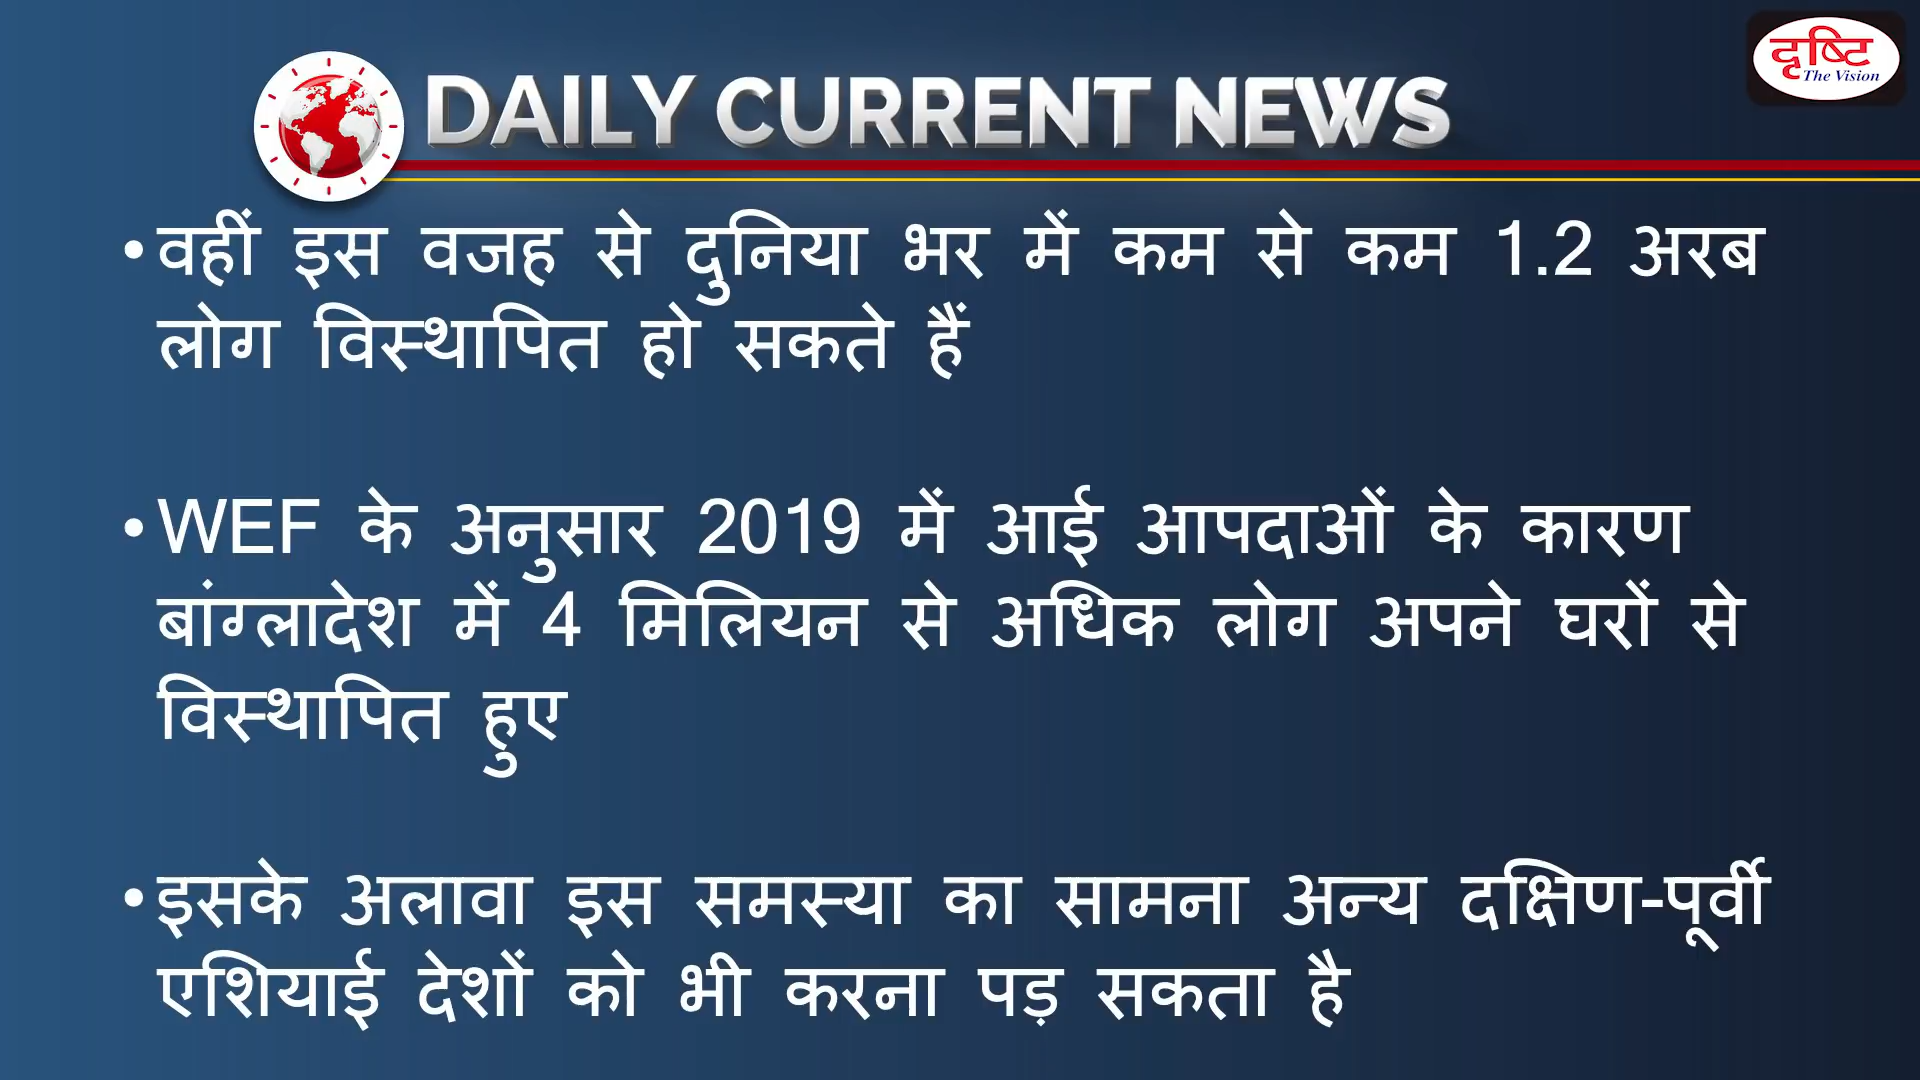 दृष्टि
The Vision
DAILY CURRENT NEWS
• वहीं इस वजह से दुनिया भर में कम से कम 1.2 अरब
लोग विस्थापित हो सकते हैं
• WEF के अनुसार 2019 में आई आपदाओं के कारण
बांग्लादेश में 4 मिलियन से अधिक लोग अपने घरों से
विस्थापित हुए
• इसके अलावा इस समस्या का सामना अन्य दक्षिण-पूर्वी
एशियाई देशों को भी करना पड़ सकता है